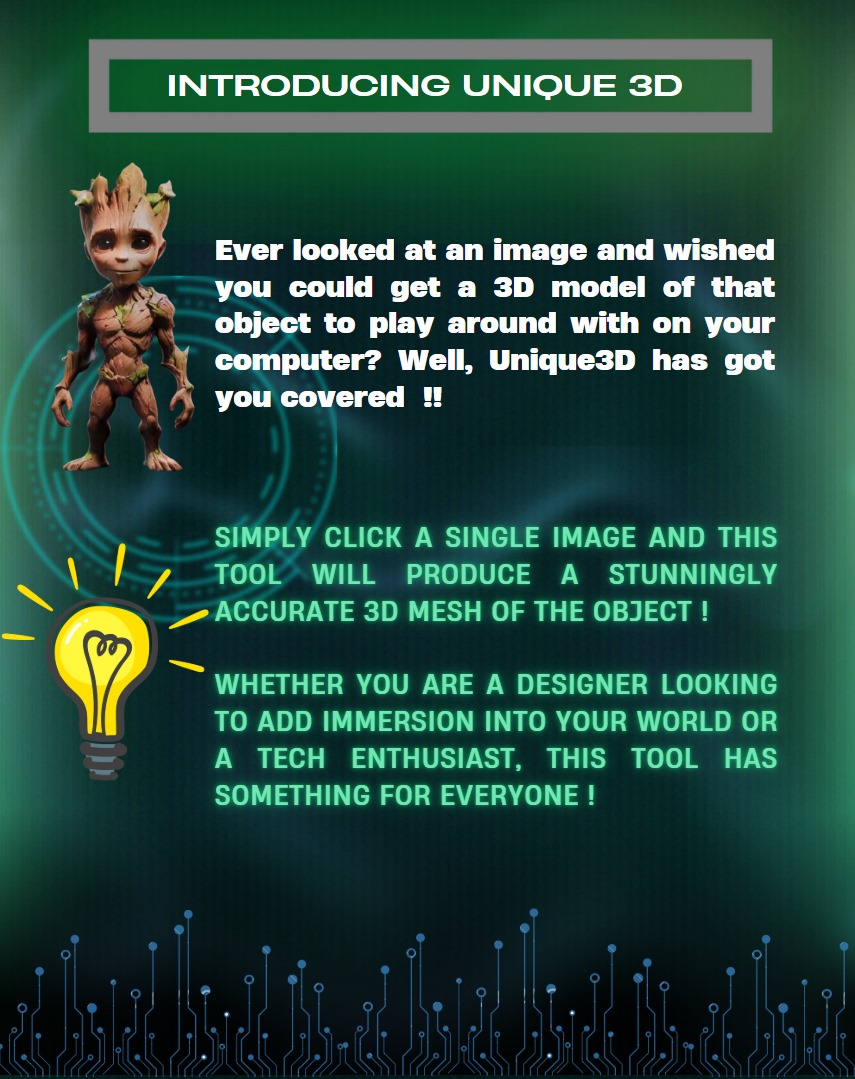 INTRODUCING UNIQUE 3D
Ever looked at an image and wished
you could get a 3D model of that
object to play around with on your
computer? Well, Unique3D has got
you covered !!
SIMPLY CLICK A SINGLE IMAGE AND THIS
TOOL WILL PRODUCE A STUNNINGLY
ACCURATE 3D MESH OF THE OBJECT !
WHETHER YOU ARE A DESIGNER LOOKING
TO ADD IMMERSION INTO YOUR WORLD OR
A TECH ENTHUSIAST, THIS TOOL HAS
SOMETHING FOR EVERYONE !